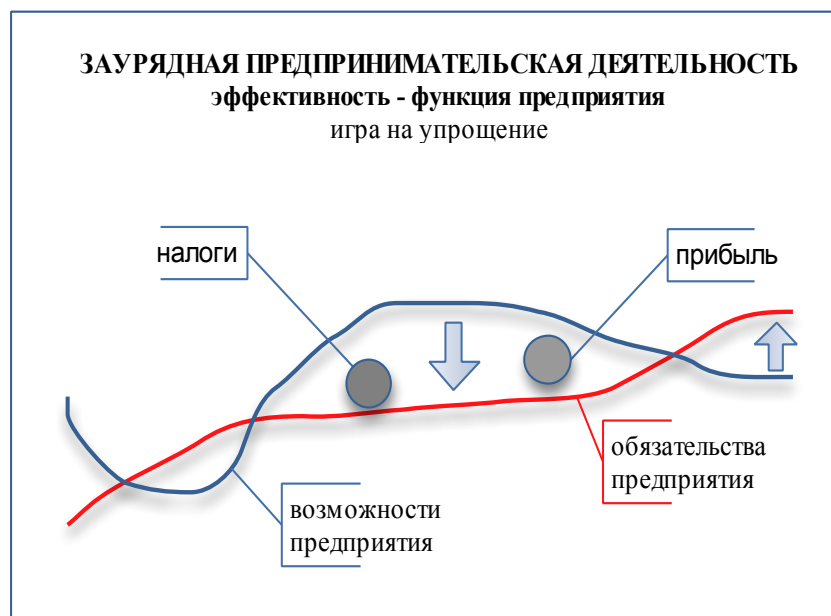 ЗАУРЯДНАЯ ПРЕДПРИНИМАТЕЛЬСКАЯ ДЕЯТЕЛЬНОСТЬ
эффективность - функция предприятия
игра на упрощение
налоги
прибыль
обязательства
предприятия
возможности
предприятия